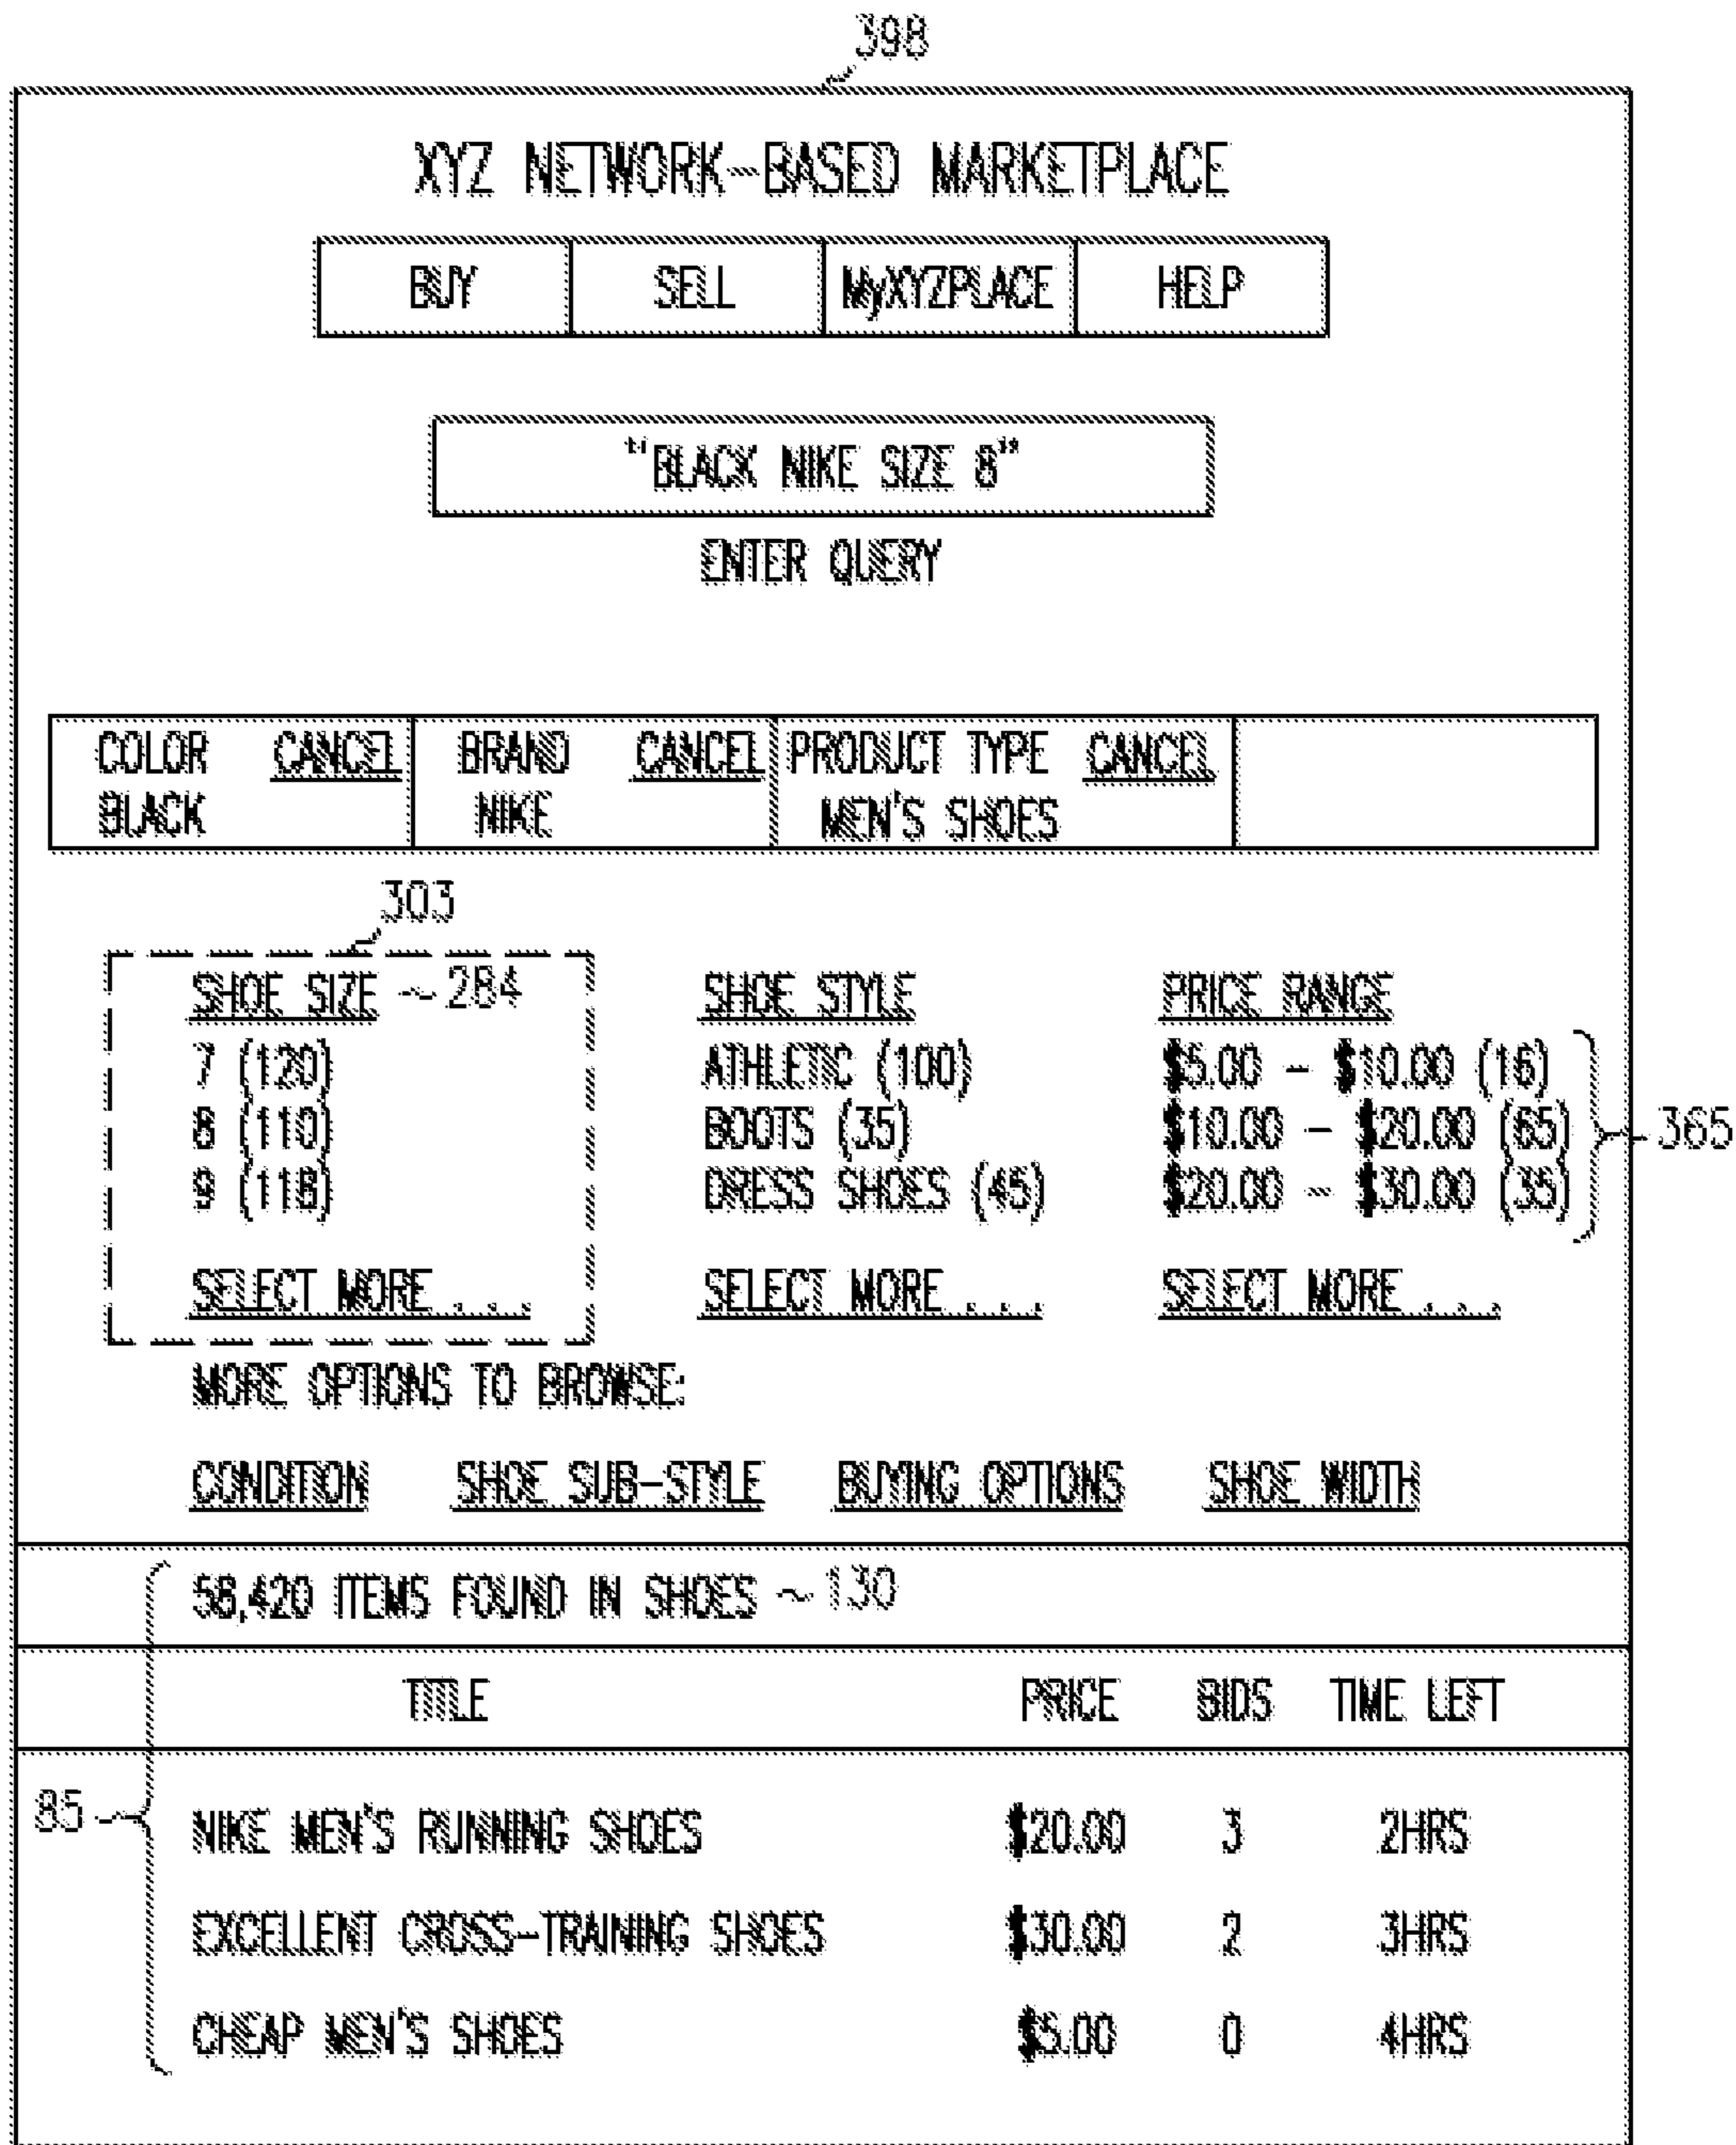 398
XYZ NETWORK-BASED MARKETPLACE
BUY SELL MyXYZPLACE HELP
"BLACK NIKE SIZE 8"
ENTER QUERY
COLOR CANCEL BRAND CANCEL PRODUCT TYPE CANCEL
BLACK NIKE MEN'S SHOES
303
SHOE SIZE ~284 SHOE STYLE PRICE RANGE
7 (120) ATHLETIC (100) $5.00 - $10.00 (16)
8 (110) BOOTS (35) $10.00 - $20.00 (65) 365
9 (118) DRESS SHOES (45) $20.00 - $30.00 (35)
SELECT MORE . . . SELECT MORE . . . SELECT MORE . . .
MORE OPTIONS TO BROWSE:
CONDITION SHOE SUB-STYLE BUYING OPTIONS SHOE WIDTH
58,420 ITEMS FOUND IN SHOES ~130
TITLE PRICE BIDS TIME LEFT
85 NIKE MEN'S RUNNING SHOES $20.00 3 2HRS
EXCELLENT CROSS-TRAINING SHOES $30.00 2 3HRS
CHEAP MEN'S SHOES $5.00 0 4HRS